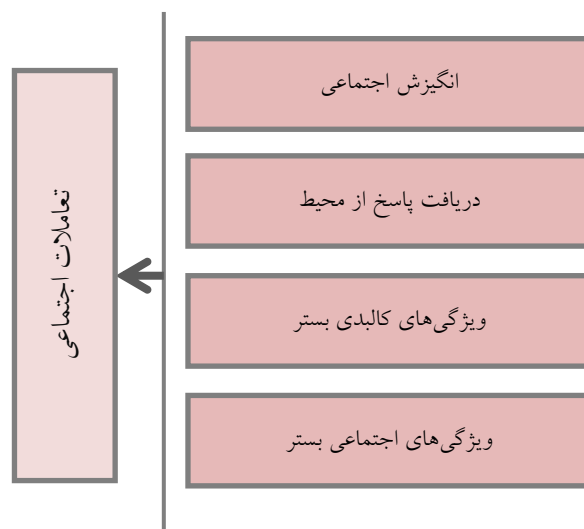 انگیزش اجتماعی
دریافت پاسخ از محیط
ویژگی‌های کالبدی بستر
ویژگی‌های اجتماعی بستر
تعاملات اجتماعی